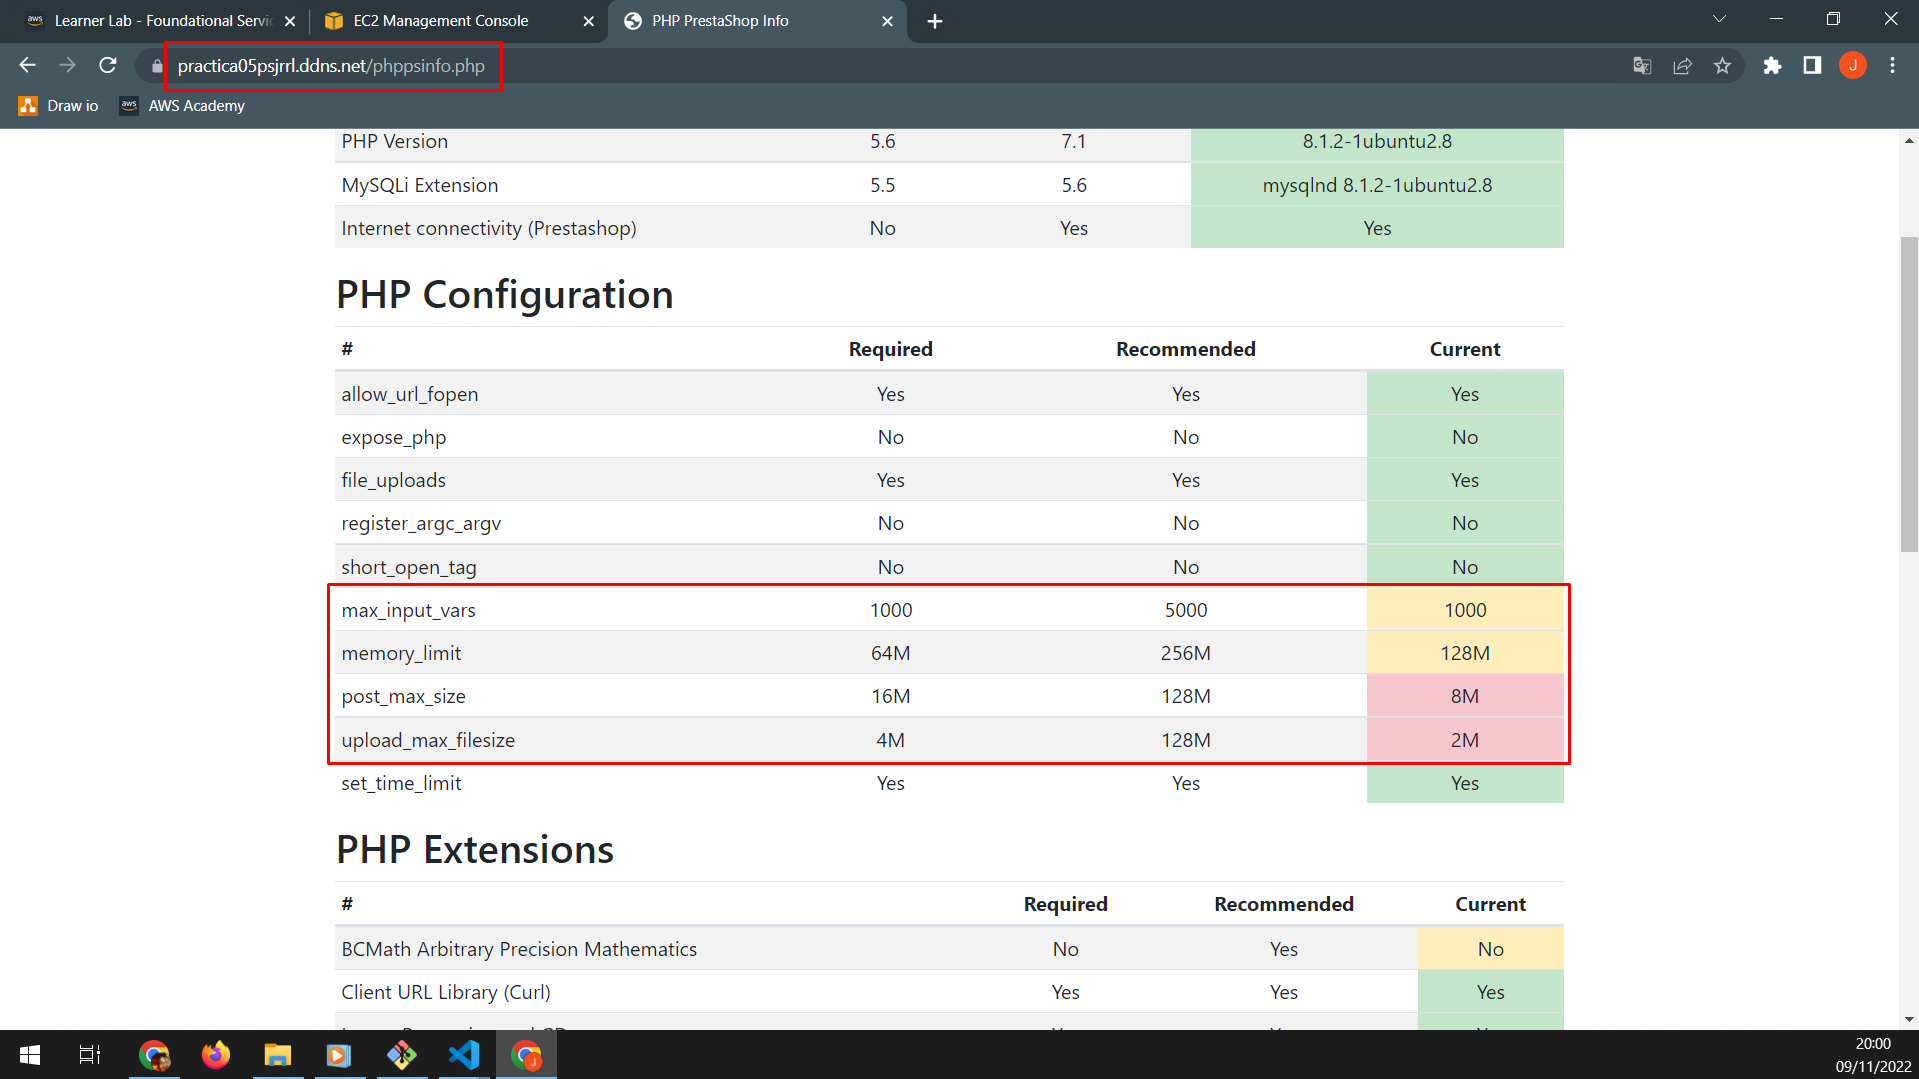 aws Learner Lab - Foundational Servic
EC2 Management Console
PHP PrestaShop Info
practica05psjrrl.ddns.net/phppsinfo.php
J
Draw io
aws AWS Academy
PHP Version 5.6 7.1 8.1.2-1ubuntu2.8
MySQLi Extension 5.5 5.6 mysqlnd 8.1.2-1ubuntu2.8
Internet connectivity (Prestashop) No Yes Yes
PHP Configuration
# Required Recommended Current
allow_url_fopen Yes Yes Yes
expose_php No No No
file_uploads Yes Yes Yes
register_argc_argv No No No
short_open_tag No No No
max_input_vars 1000 5000 1000
memory_limit 64M 256M 128M
post_max_size 16M 128M 8M
upload_max_filesize 4M 128M 2M
set_time_limit Yes Yes Yes
PHP Extensions
# Required Recommended Current
BCMath Arbitrary Precision Mathematics No Yes No
Client URL Library (Curl) Yes Yes Yes
20:00
09/11/2022